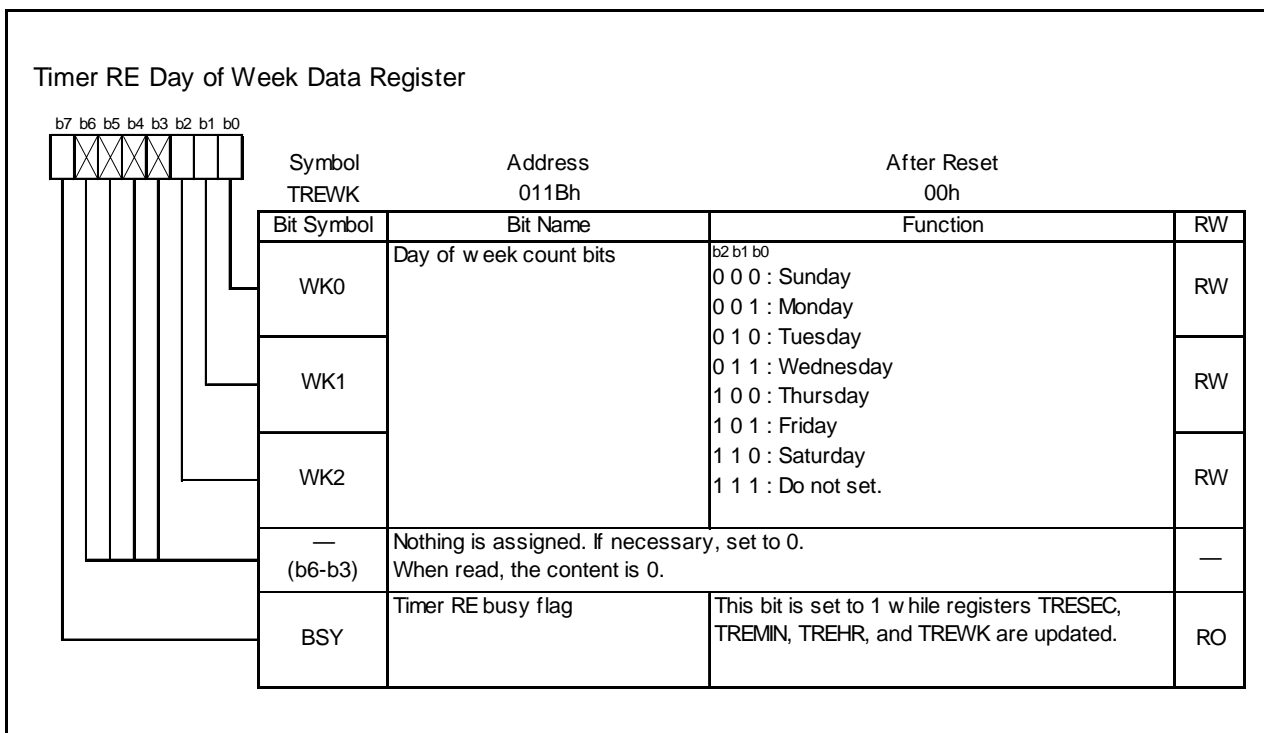 Timer RE Day of Week Data Register
b7 b6 b5 b4 b3 b2 b1 b0
Symbol Address After Reset
TREWK 011Bh 00h
Bit Symbol Bit Name Function RW
WK0 Day of week count bits b2 b1 b0 RW
0 0 0 : Sunday
0 0 1 : Monday
0 1 0 : Tuesday
WK1 0 1 1 : Wednesday RW
1 0 0 : Thursday
1 0 1 : Friday
WK2 1 1 0 : Saturday RW
1 1 1 : Do not set.
— Nothing is assigned. If necessary, set to 0. —
(b6-b3) When read, the content is 0.
BSY Timer RE busy flag This bit is set to 1 while registers TRESEC, RO
TREMIN, TREHR, and TREWK are updated.